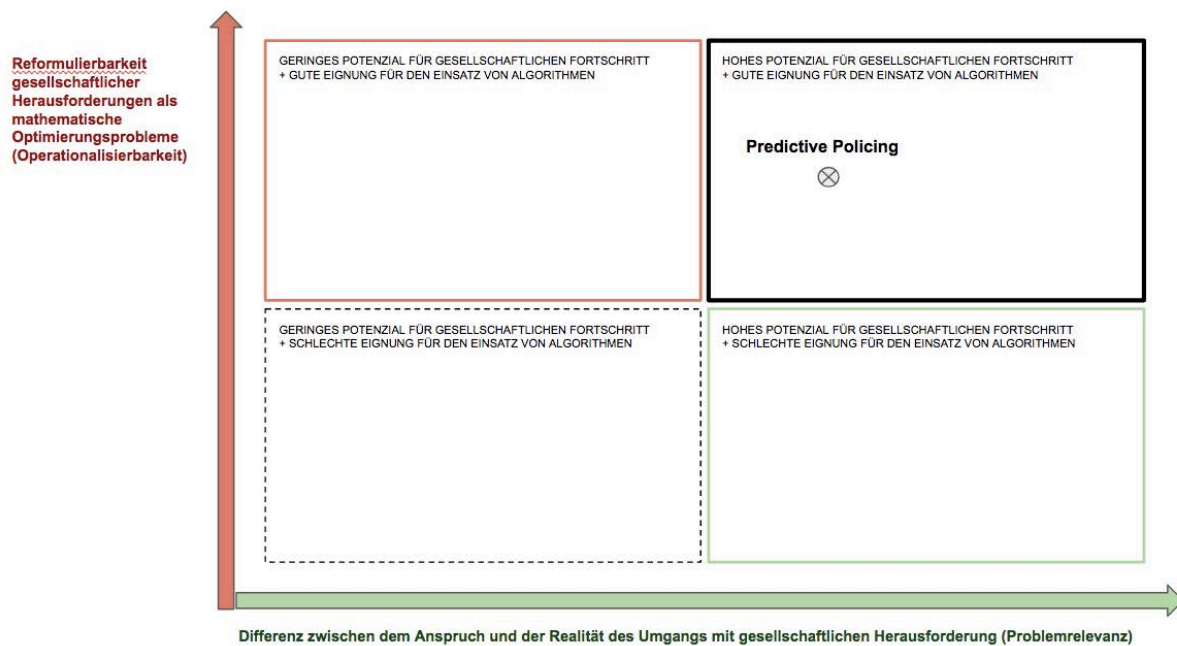 Reformulierbarkeit
gesellschaftlicher
Herausforderungen als
mathematische
Optimierungsprobleme
(Operationalisierbarkeit)
GERINGES POTENZIAL FÜR GESELLSCHAFTLICHEN FORTSCHRITT
+ GUTE EIGNUNG FÜR DEN EINSATZ VON ALGORITHMEN
HOHES POTENZIAL FÜR GESELLSCHAFTLICHEN FORTSCHRITT
+ GUTE EIGNUNG FÜR DEN EINSATZ VON ALGORITHMEN
Predictive Policing
GERINGES POTENZIAL FÜR GESELLSCHAFTLICHEN FORTSCHRITT
+ SCHLECHTE EIGNUNG FÜR DEN EINSATZ VON ALGORITHMEN
HOHES POTENZIAL FÜR GESELLSCHAFTLICHEN FORTSCHRITT
+ SCHLECHTE EIGNUNG FÜR DEN EINSATZ VON ALGORITHMEN
Differenz zwischen dem Anspruch und der Realität des Umgangs mit gesellschaftlichen Herausforderung (Problemrelevanz)